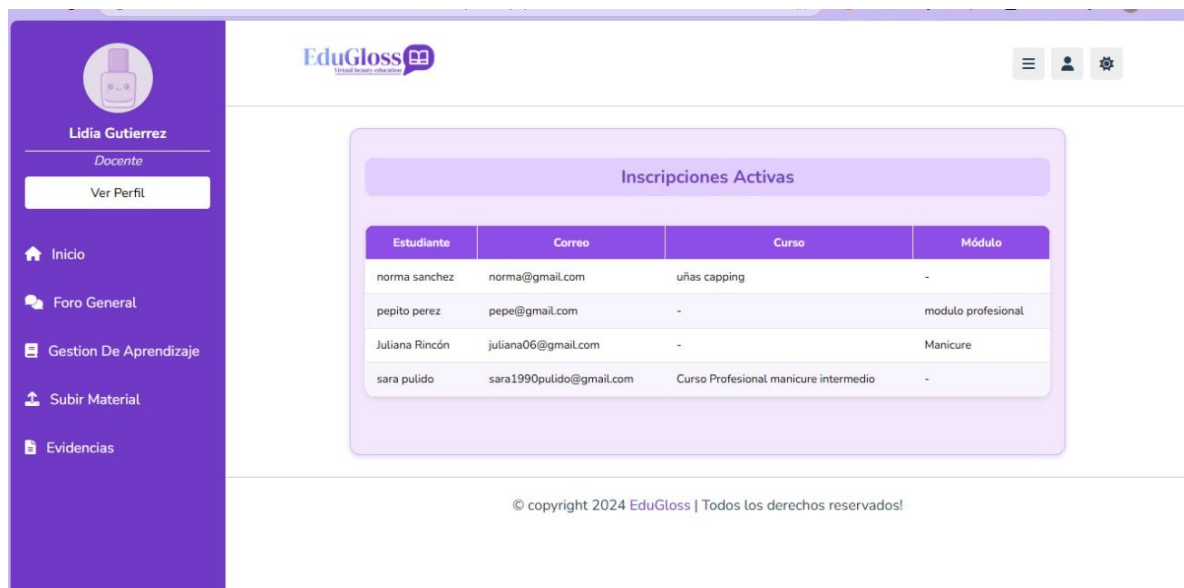 EduGloss
Virtual beauty education
Lidia Gutierrez
Docente
Ver Perfil
Inicio
Foro General
Gestion De Aprendizaje
Subir Material
Evidencias
Inscripciones Activas
Estudiante Correo Curso Módulo
norma sanchez norma@gmail.com uñas capping -
pepito perez pepe@gmail.com - modulo profesional
Juliana Rincón juliana06@gmail.com - Manicure
sara pulido sara1990pulido@gmail.com Curso Profesional manicure intermedio -
© copyright 2024 EduGloss | Todos los derechos reservados!